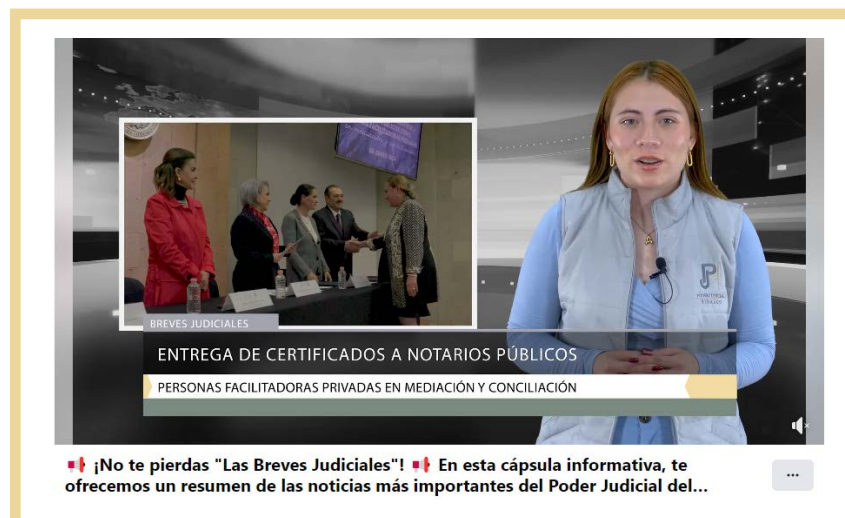 BREVES JUDICIALES
ENTREGA DE CERTIFICADOS A NOTARIOS PÚBLICOS
PERSONAS FACILITADORAS PRIVADAS EN MEDIACIÓN Y CONCILIACIÓN
¡No te pierdas "Las Breves Judiciales"! En esta cápsula informativa, te
ofrecemos un resumen de las noticias más importantes del Poder Judicial del...